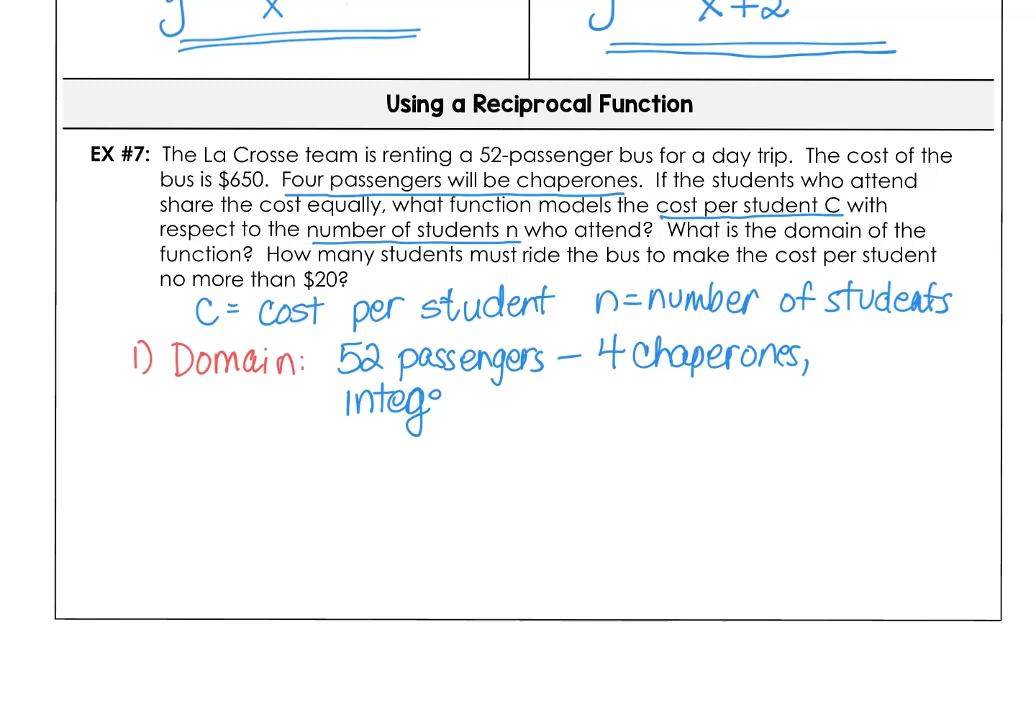 y x
y x+2
Using a Reciprocal Function
EX #7: The La Crosse team is renting a 52-passenger bus for a day trip. The cost of the
bus is $650. Four passengers will be chaperones. If the students who attend
share the cost equally, what function models the cost per student C with
respect to the number of students n who attend? What is the domain of the
function? How many students must ride the bus to make the cost per student
no more than $20?
C = cost per student n = number of students
1) Domain: 52 passengers – 4 chaperones,
integ